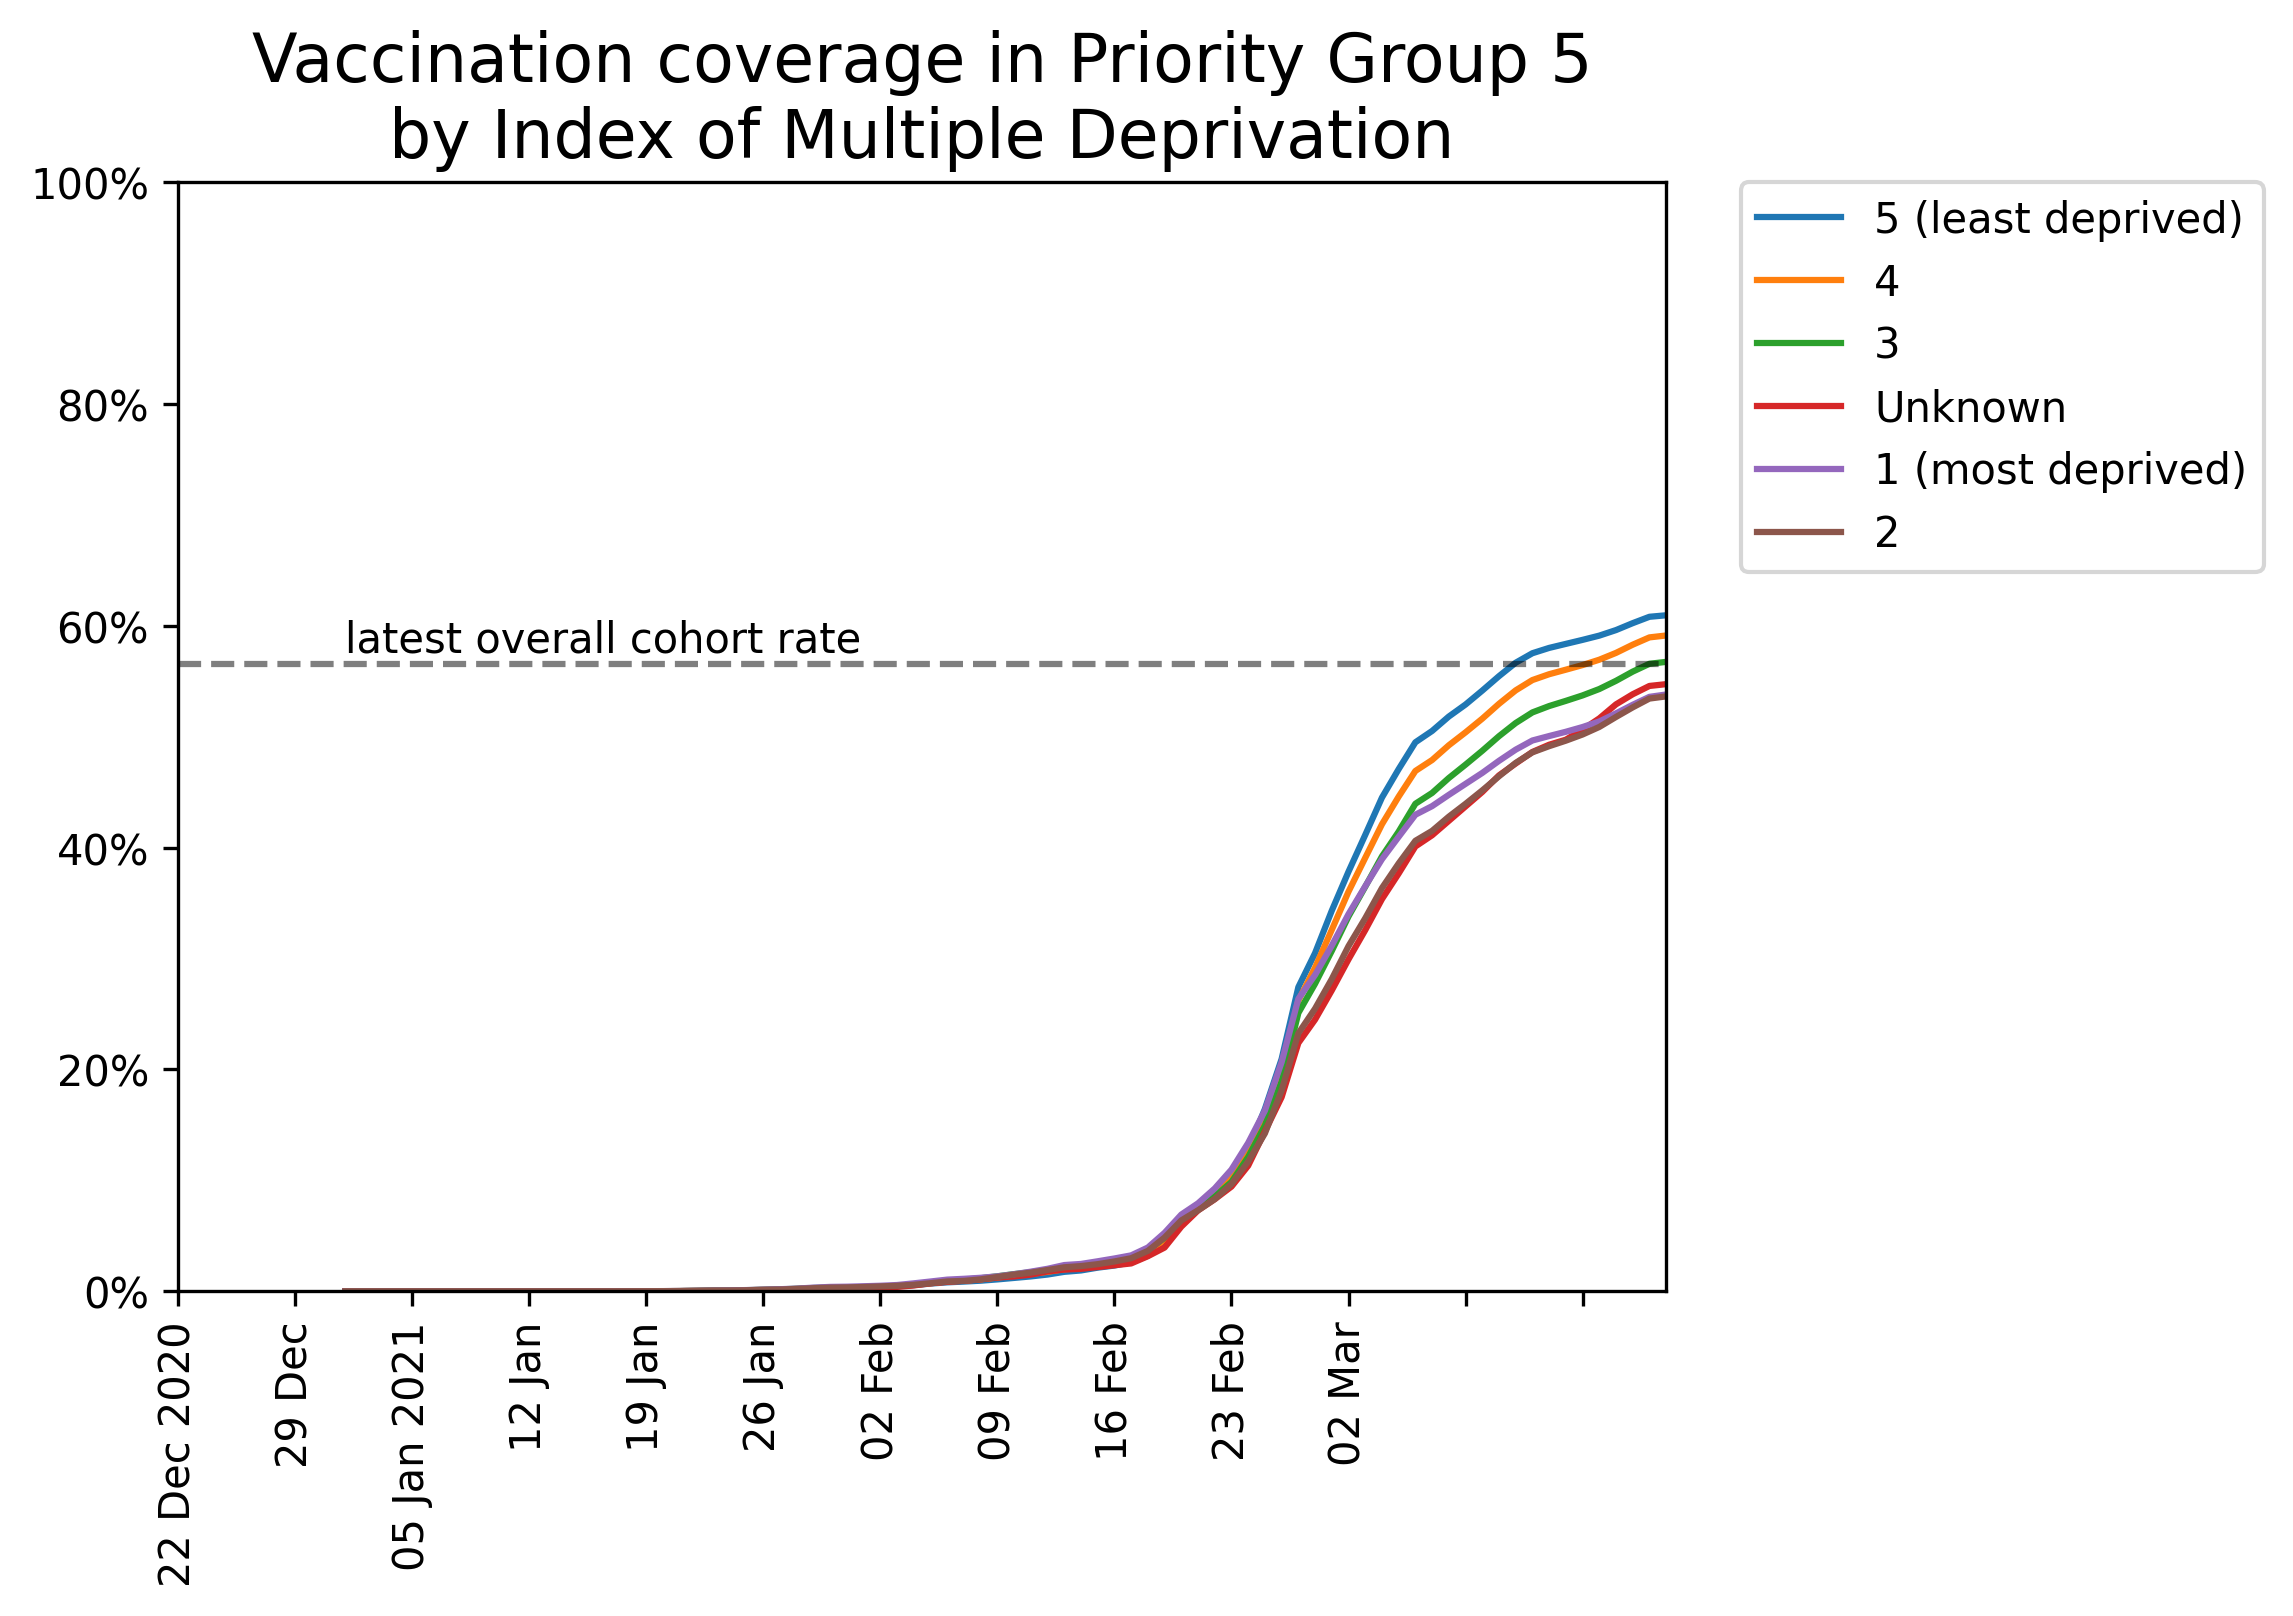 Vaccination coverage in Priority Group 5
by Index of Multiple Deprivation
100%
80%
60%
40%
20%
0%
latest overall cohort rate
5 (least deprived)
4
3
Unknown
1 (most deprived)
2
22 Dec 2020
29 Dec
05 Jan 2021
12 Jan
19 Jan
26 Jan
02 Feb
09 Feb
16 Feb
23 Feb
02 Mar